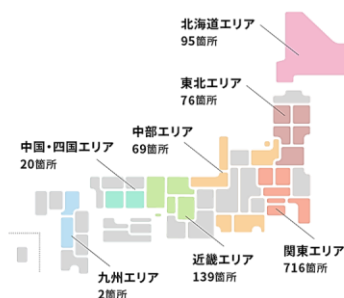 北海道エリア
95箇所
東北エリア
76箇所
中部エリア
69箇所
中国・四国エリア
20箇所
関東エリア
716箇所
近畿エリア
139箇所
九州エリア
2箇所